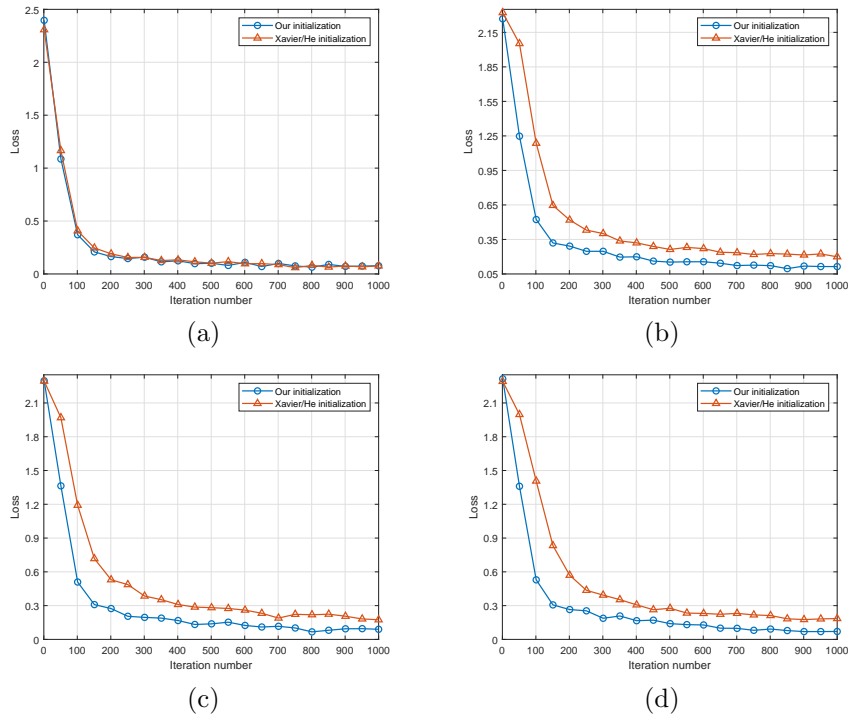 2.5
2
1.5
1
0.5
0
Loss
Our initialization
Xavier/He initialization
0 100 200 300 400 500 600 700 800 900 1000
Iteration number
(a)
2.15
1.85
1.55
1.25
0.95
0.65
0.35
0.05
Loss
Our initialization
Xavier/He initialization
0 100 200 300 400 500 600 700 800 900 1000
Iteration number
(b)
2.1
1.8
1.5
1.2
0.9
0.6
0.3
0
Loss
Our initialization
Xavier/He initialization
0 100 200 300 400 500 600 700 800 900 1000
Iteration number
(c)
2.1
1.8
1.5
1.2
0.9
0.6
0.3
0
Loss
Our initialization
Xavier/He initialization
0 100 200 300 400 500 600 700 800 900 1000
Iteration number
(d)